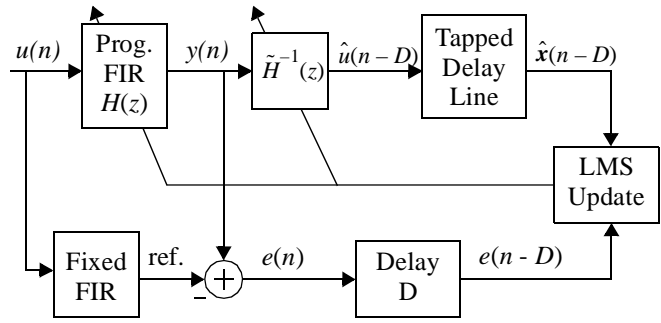 u(n)
Prog.
FIR
H(z)
y(n)
H̃⁻¹(z)
û(n – D)
Tapped
Delay
Line
x̂(n – D)
LMS
Update
Fixed
FIR
ref.
–
+
e(n)
Delay
D
e(n - D)